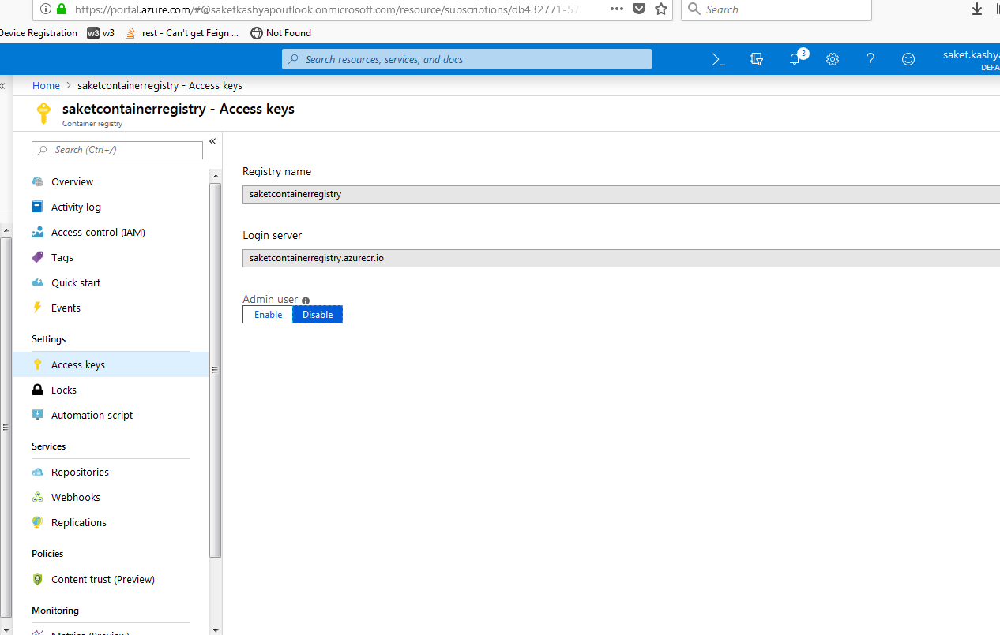 https://portal.azure.com/#@saketkashyapoutlook.onmicrosoft.com/resource/subscriptions/db432771-57
Search
Device Registration w3 w3 rest - Can't get Feign ... Not Found
Search resources, services, and docs
3
saket.kashya
DEFA
Home > saketcontainerregistry - Access keys
saketcontainerregistry - Access keys
Container registry
Search (Ctrl+/)
Overview
Activity log
Access control (IAM)
Tags
Quick start
Events
Settings
Access keys
Locks
Automation script
Services
Repositories
Webhooks
Replications
Policies
Content trust (Preview)
Monitoring
Metrics (Preview)
Registry name
saketcontainerregistry
Login server
saketcontainerregistry.azurecr.io
Admin user
Enable Disable